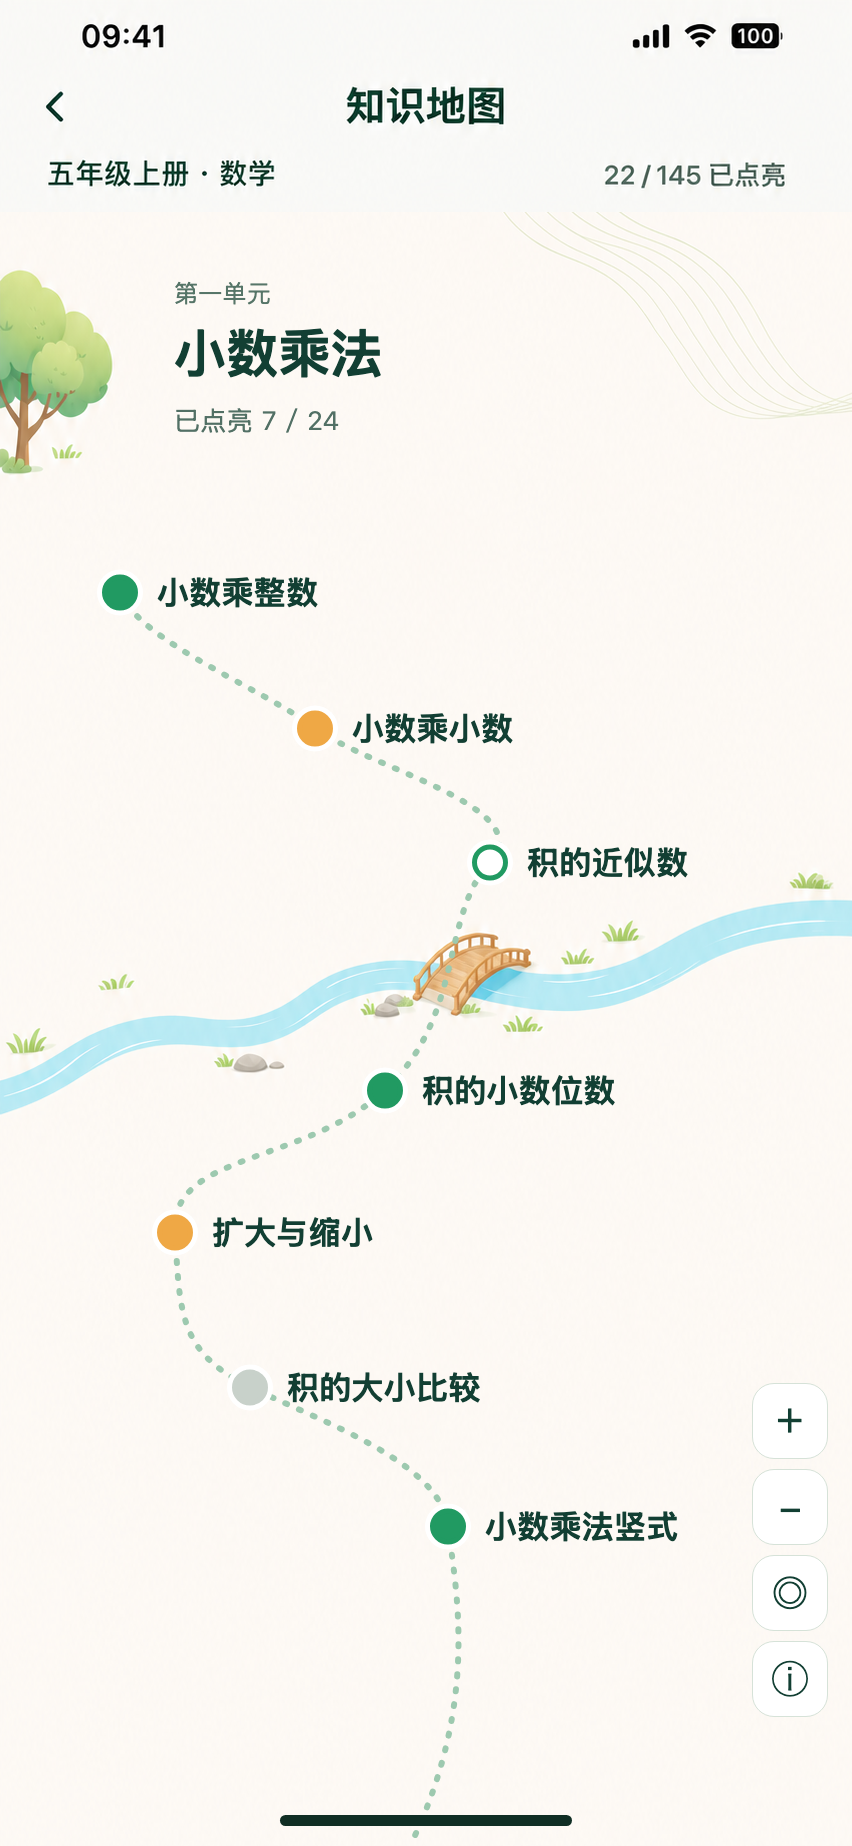 09:41
100
知识地图
五年级上册 · 数学
22 / 145 已点亮
第一单元
小数乘法
已点亮 7 / 24
小数乘整数
小数乘小数
积的近似数
积的小数位数
扩大与缩小
积的大小比较
小数乘法竖式